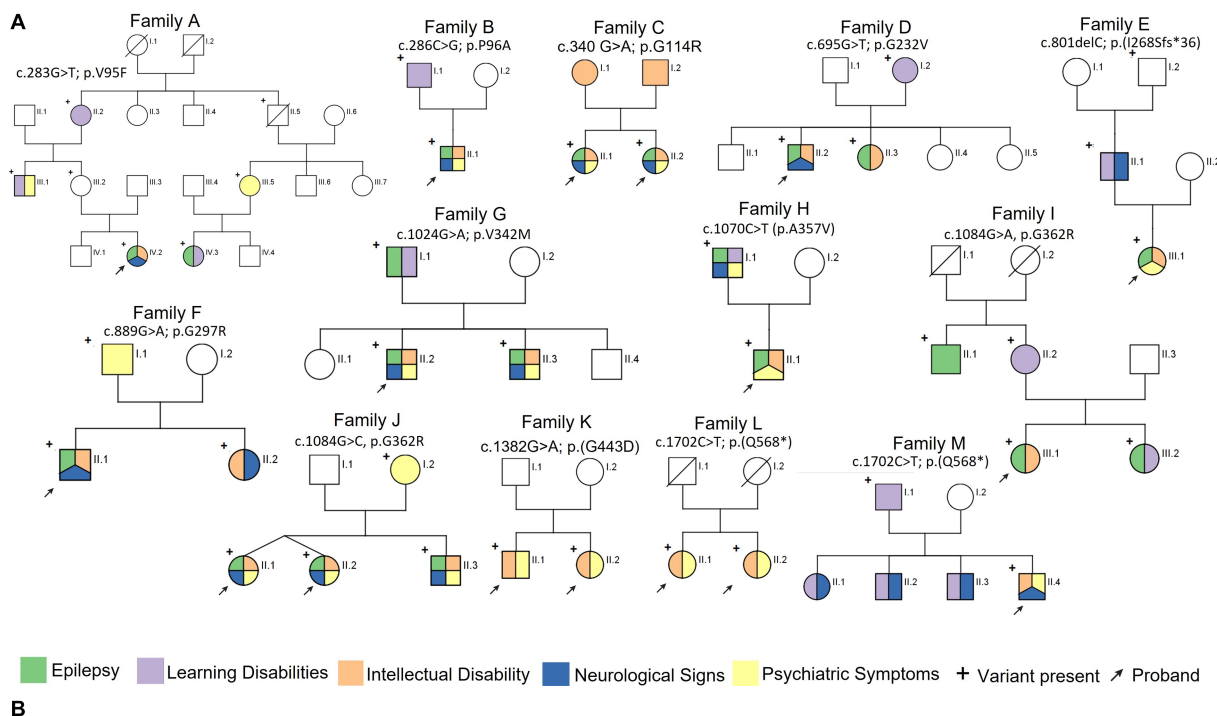 A
Family A
I.1
I.2
c.283G>T; p.V95F
+
+
II.1
II.2
II.3
II.4
II.5
II.6
+
+
+
III.1
III.2
III.3
III.4
III.5
III.6
III.7
+
+
IV.1
IV.2
IV.3
IV.4
Family B
c.286C>G; p.P96A
+
I.1
I.2
+
II.1
Family C
c.340 G>A; p.G114R
I.1
I.2
+
+
II.1
II.2
Family D
c.695G>T; p.G232V
+
I.1
I.2
+
+
II.1
II.2
II.3
II.4
II.5
Family E
c.801delC; p.(I268Sfs*36)
+
I.1
I.2
+
II.1
II.2
+
III.1
Family F
c.889G>A; p.G297R
+
I.1
I.2
+
+
II.1
II.2
Family G
c.1024G>A; p.V342M
+
I.1
I.2
+
+
II.1
II.2
II.3
II.4
Family H
c.1070C>T (p.A357V)
+
I.1
I.2
+
II.1
Family I
c.1084G>A, p.G362R
I.1
I.2
+
+
II.1
II.2
II.3
+
+
III.1
III.2
Family J
c.1084G>C, p.G362R
+
I.1
I.2
+
+
+
II.1
II.2
II.3
Family K
c.1382G>A; p.(G443D)
I.1
I.2
+
+
II.1
II.2
Family L
c.1702C>T; p.(Q568*)
I.1
I.2
+
+
II.1
II.2
Family M
c.1702C>T; p.(Q568*)
+
I.1
I.2
+
+
+
+
II.1
II.2
II.3
II.4
Epilepsy
Learning Disabilities
Intellectual Disability
Neurological Signs
Psychiatric Symptoms
+ Variant present
Proband
B